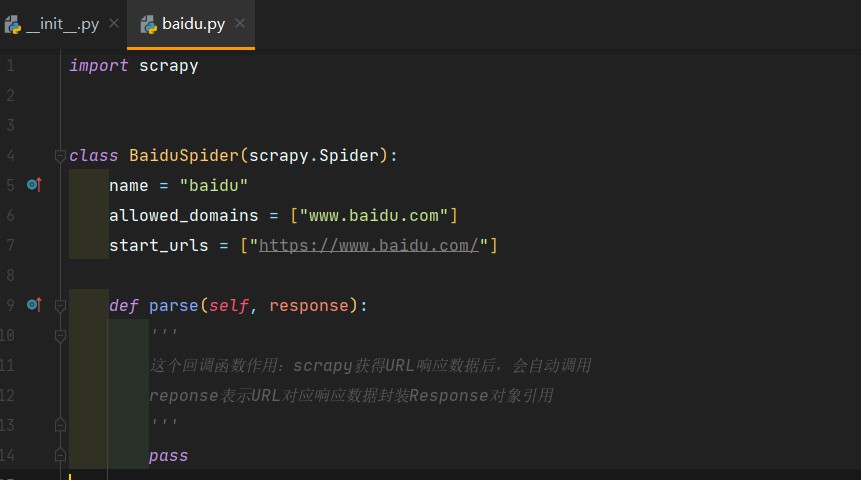 __init__.py
baidu.py
1 import scrapy
2
3
4 class BaiduSpider(scrapy.Spider):
5 name = "baidu"
6 allowed_domains = ["www.baidu.com"]
7 start_urls = ["https://www.baidu.com/"]
8
9 def parse(self, response):
10 '''
11 这个回调函数作用：scrapy获得URL响应数据后，会自动调用
12 reponse表示URL对应响应数据封装Response对象引用
13 '''
14 pass